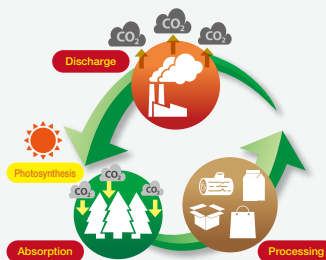 CO₂
CO₂
CO₂
Discharge
Photosynthesis
CO₂
CO₂
CO₂
Absorption
Processing